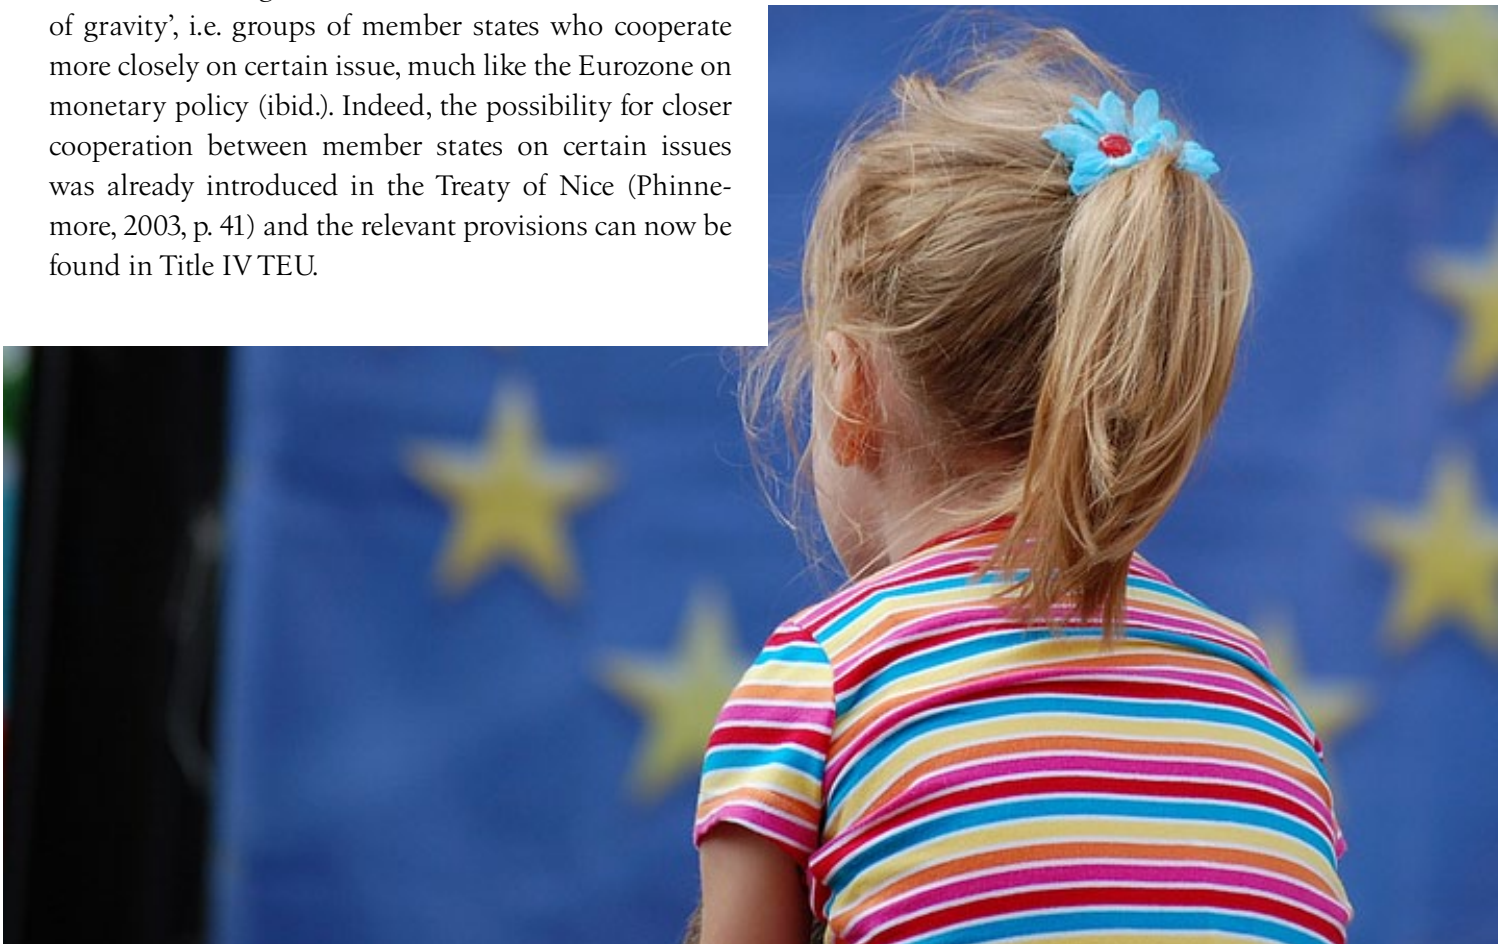 of gravity’, i.e. groups of member states who cooperate
more closely on certain issue, much like the Eurozone on
monetary policy (ibid.). Indeed, the possibility for closer
cooperation between member states on certain issues
was already introduced in the Treaty of Nice (Phinne-
more, 2003, p. 41) and the relevant provisions can now be
found in Title IV TEU.